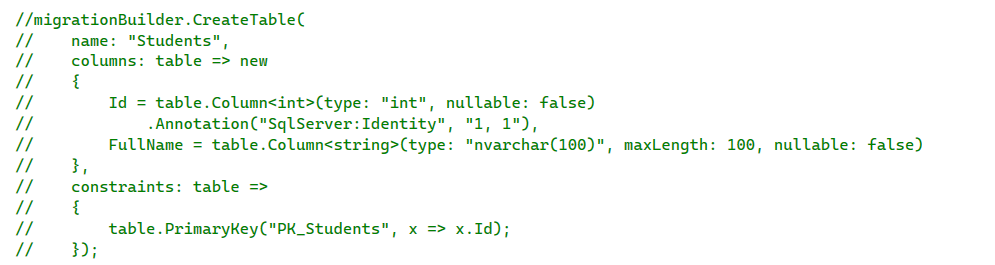 //migrationBuilder.CreateTable(
//    name: "Students",
//    columns: table => new
//    {
//        Id = table.Column<int>(type: "int", nullable: false)
//            .Annotation("SqlServer:Identity", "1, 1"),
//        FullName = table.Column<string>(type: "nvarchar(100)", maxLength: 100, nullable: false)
//    },
//    constraints: table =>
//    {
//        table.PrimaryKey("PK_Students", x => x.Id);
//    });